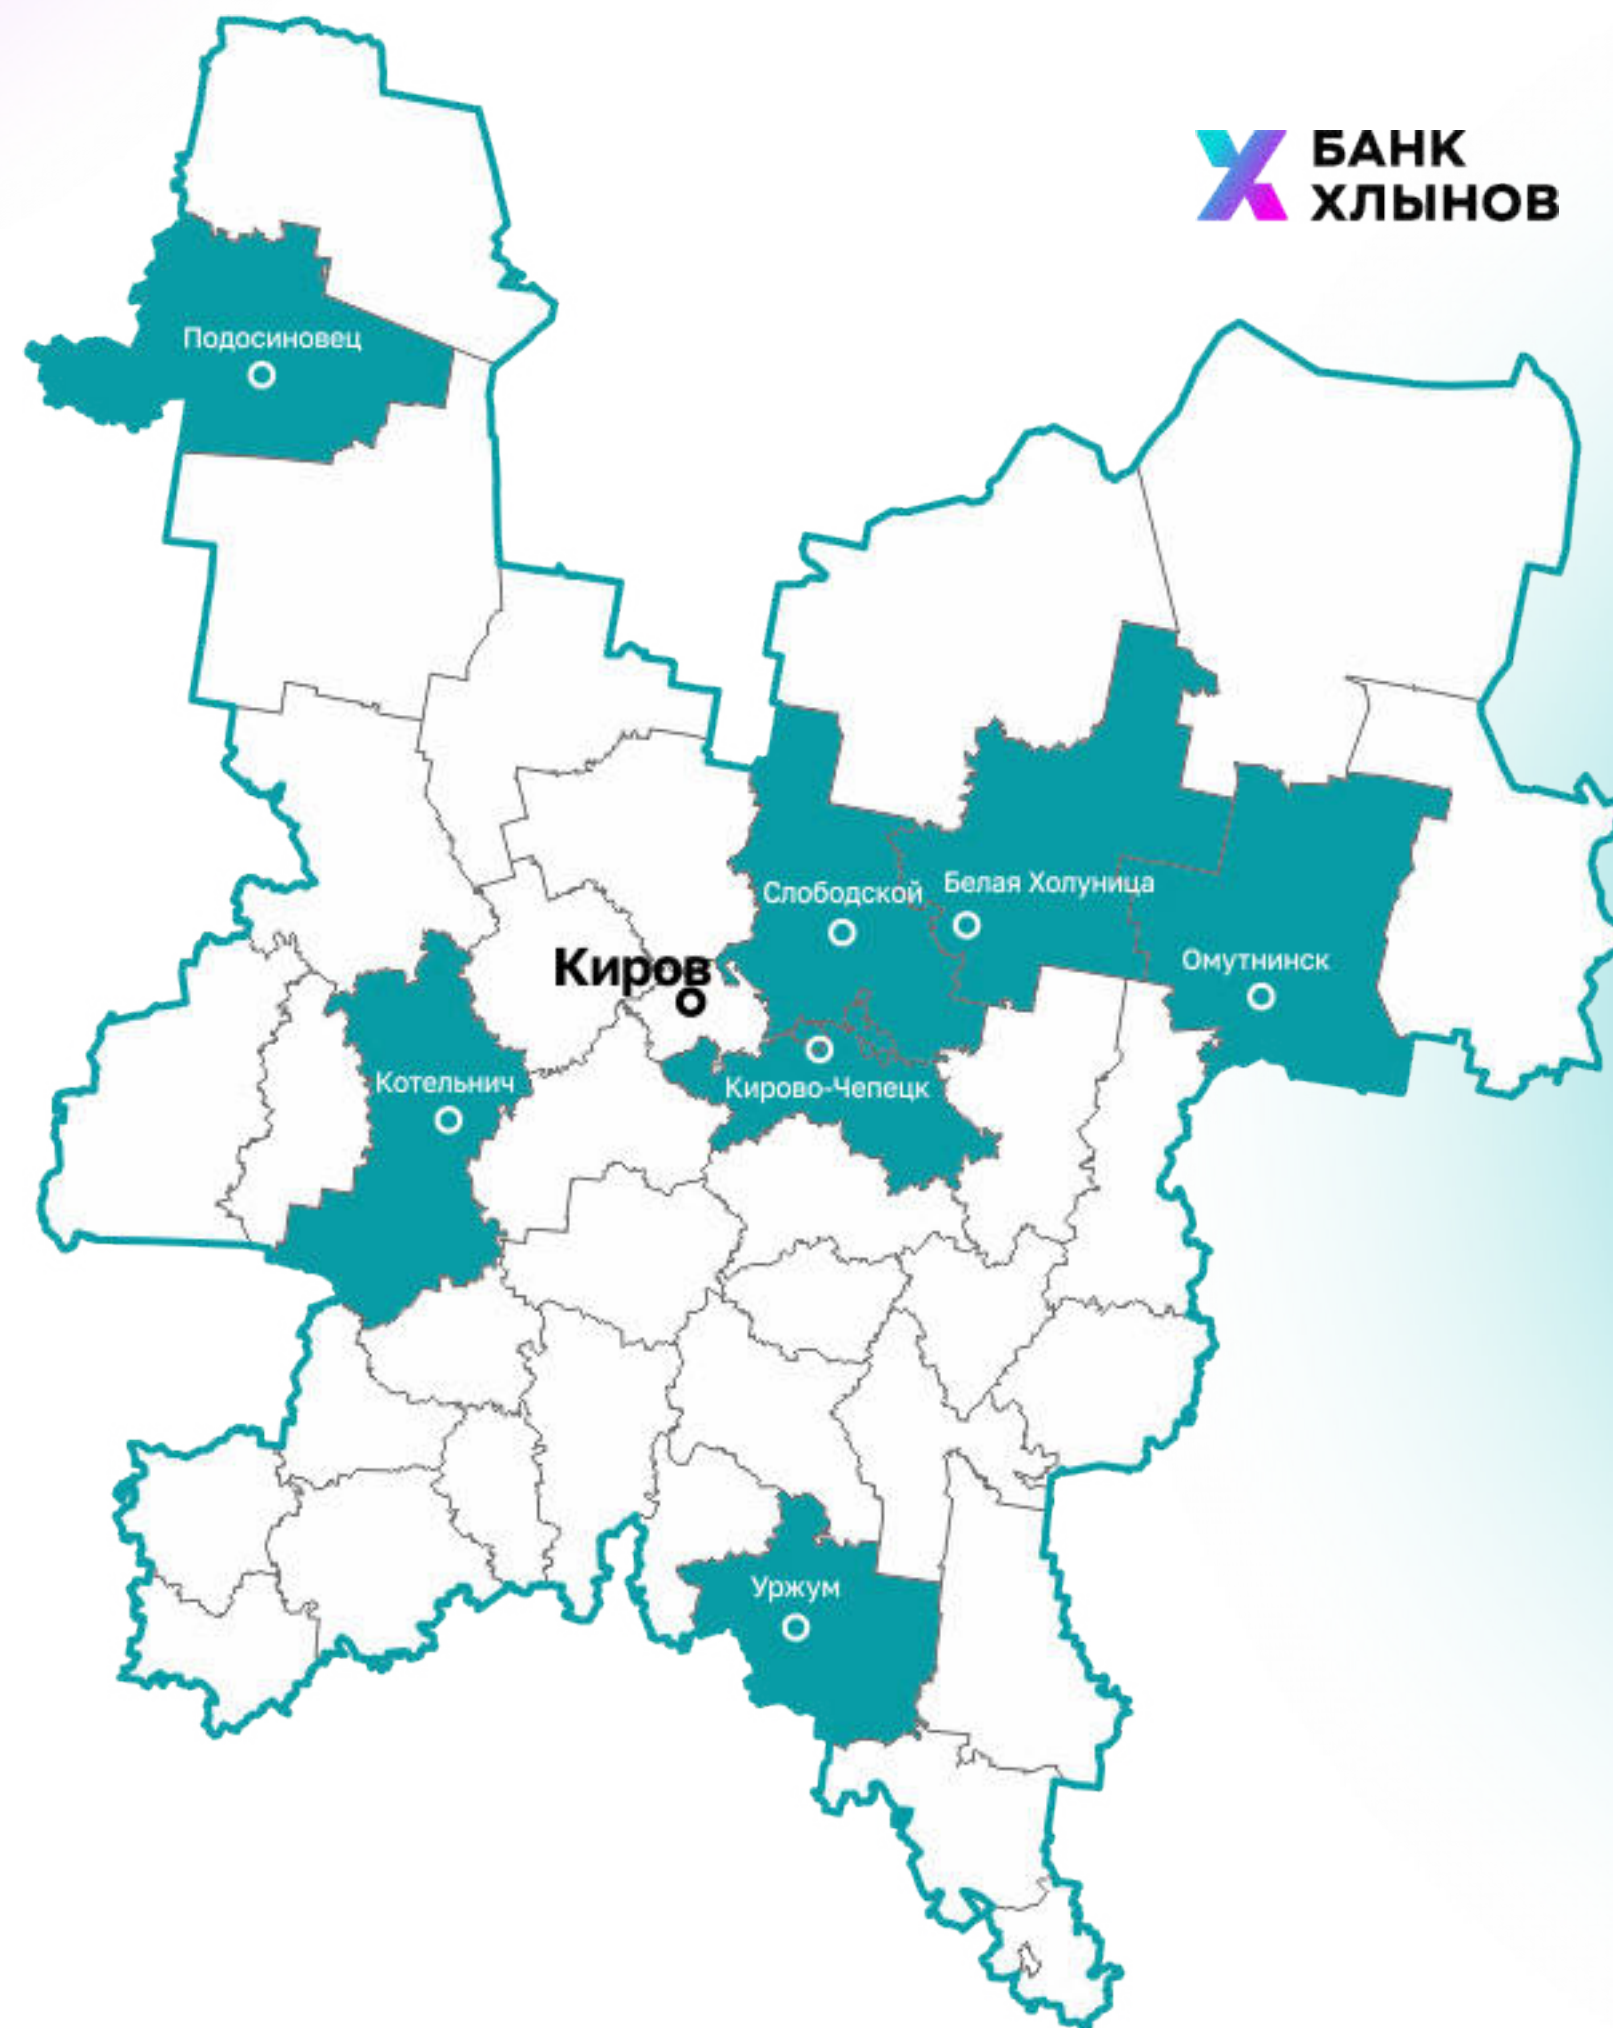 БАНК
ХЛЫНОВ
Подосиновец
Слободской
Белая Холуница
Киров
Омутнинск
Котельнич
Кирово-Чепецк
Уржум